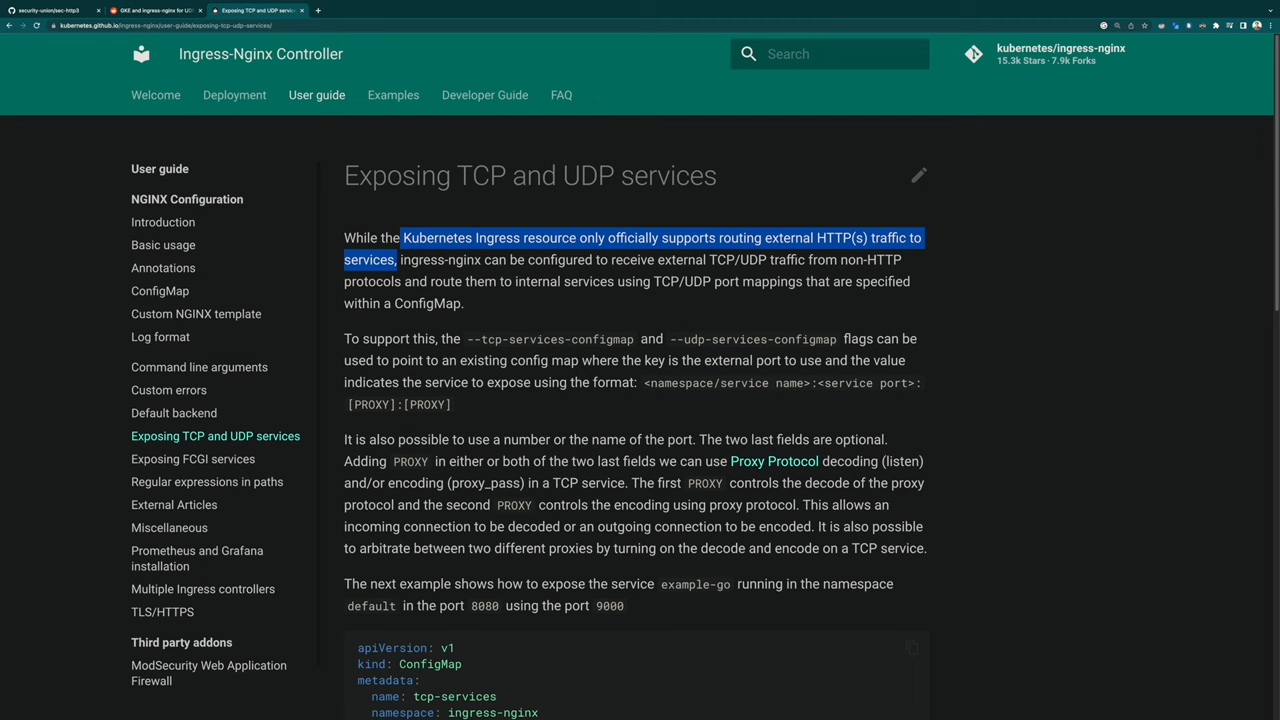 security-union/sec-http3
GKE and ingress-nginx for UD
Exposing TCP and UDP service
kubernetes.github.io/ingress-nginx/user-guide/exposing-tcp-udp-services/
Ingress-Nginx Controller
Search
kubernetes/ingress-nginx
15.3k Stars · 7.9k Forks
Welcome
Deployment
User guide
Examples
Developer Guide
FAQ
User guide
NGINX Configuration
Introduction
Basic usage
Annotations
ConfigMap
Custom NGINX template
Log format
Command line arguments
Custom errors
Default backend
Exposing TCP and UDP services
Exposing FCGI services
Regular expressions in paths
External Articles
Miscellaneous
Prometheus and Grafana
installation
Multiple Ingress controllers
TLS/HTTPS
Third party addons
ModSecurity Web Application
Firewall
Exposing TCP and UDP services
While the Kubernetes Ingress resource only officially supports routing external HTTP(s) traffic to
services, ingress-nginx can be configured to receive external TCP/UDP traffic from non-HTTP
protocols and route them to internal services using TCP/UDP port mappings that are specified
within a ConfigMap.
To support this, the --tcp-services-configmap and --udp-services-configmap flags can be
used to point to an existing config map where the key is the external port to use and the value
indicates the service to expose using the format: <namespace/service name>:<service port>:
[PROXY]:[PROXY]
It is also possible to use a number or the name of the port. The two last fields are optional.
Adding PROXY in either or both of the two last fields we can use Proxy Protocol decoding (listen)
and/or encoding (proxy_pass) in a TCP service. The first PROXY controls the decode of the proxy
protocol and the second PROXY controls the encoding using proxy protocol. This allows an
incoming connection to be decoded or an outgoing connection to be encoded. It is also possible
to arbitrate between two different proxies by turning on the decode and encode on a TCP service.
The next example shows how to expose the service example-go running in the namespace
default in the port 8080 using the port 9000
apiVersion: v1
kind: ConfigMap
metadata:
name: tcp-services
namespace: ingress-nginx